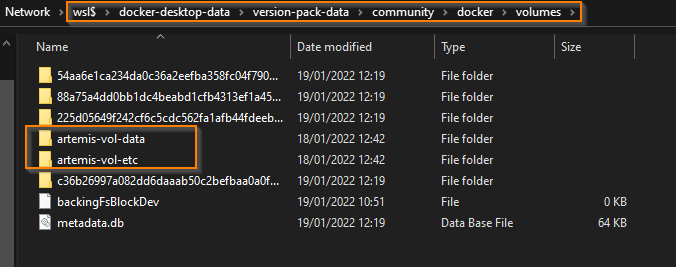 Network > wsl$ > docker-desktop-data > version-pack-data > community > docker > volumes >
Name Date modified Type Size
54aa6e1ca234da0c36a2eefba358fc04f790... 19/01/2022 12:19 File folder
88a75a4dd0bb1dc4beabd1cfb4313ef1a45... 19/01/2022 12:19 File folder
225d05649f242cf6c5cdc562fa1afb44fdeeb... 19/01/2022 12:19 File folder
artemis-vol-data 18/01/2022 12:42 File folder
artemis-vol-etc 18/01/2022 12:42 File folder
c36b26997a082dd6daaab50c2befbaa0a0f... 19/01/2022 12:19 File folder
backingFsBlockDev 19/01/2022 10:51 File 0 KB
metadata.db 19/01/2022 12:19 Data Base File 64 KB